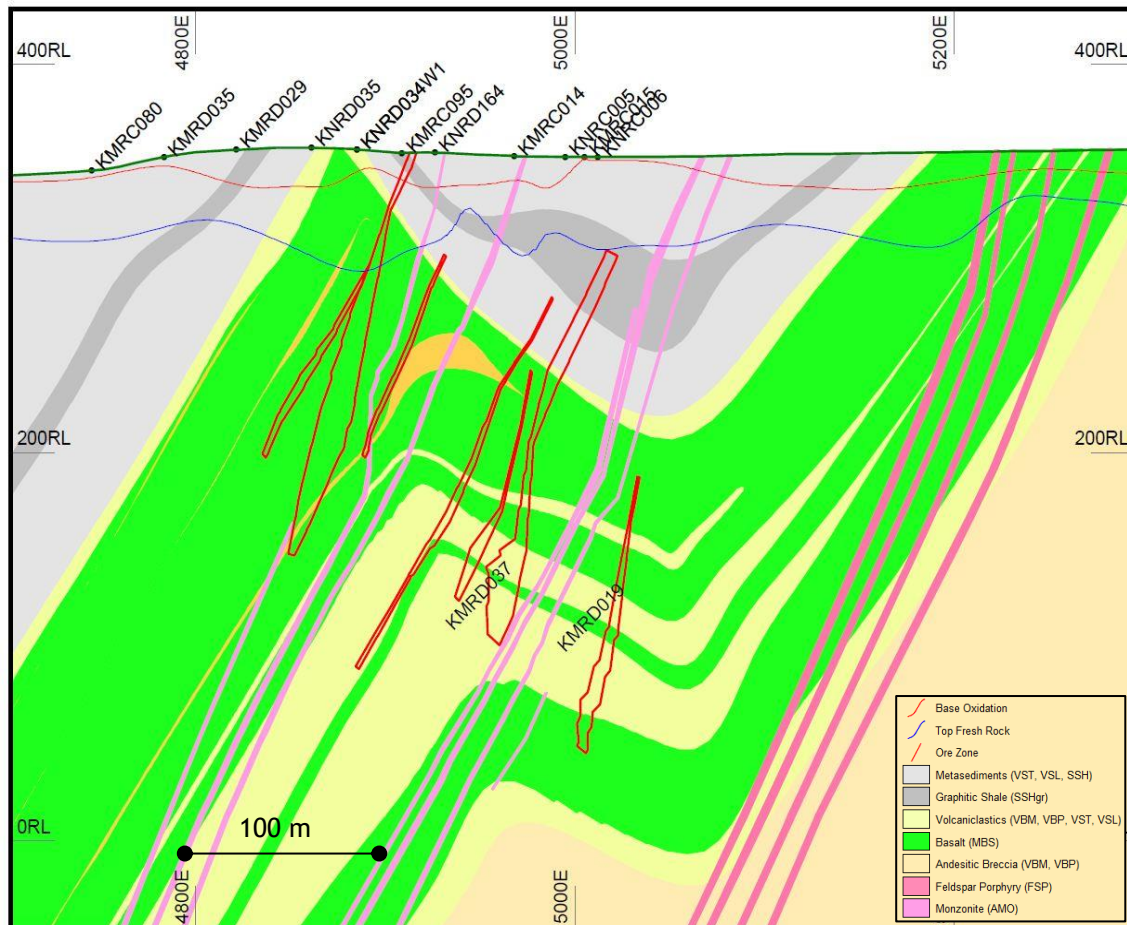 4800E
5000E
5200E
400RL
400RL
KMRC080
KMRD035
KMRD029
KNRD035
KNRD034W1
KMRC095
KNRD164
KMRC014
KNRC005
KMRC015
KNRC006
200RL
200RL
KMRD037
KMRD019
0RL
100 m
4800E
5000E
Base Oxidation
Top Fresh Rock
Ore Zone
Metasediments (VST, VSL, SSH)
Graphitic Shale (SSHgr)
Volcaniclastics (VBM, VBP, VST, VSL)
Basalt (MBS)
Andesitic Breccia (VBM, VBP)
Feldspar Porphyry (FSP)
Monzonite (AMO)